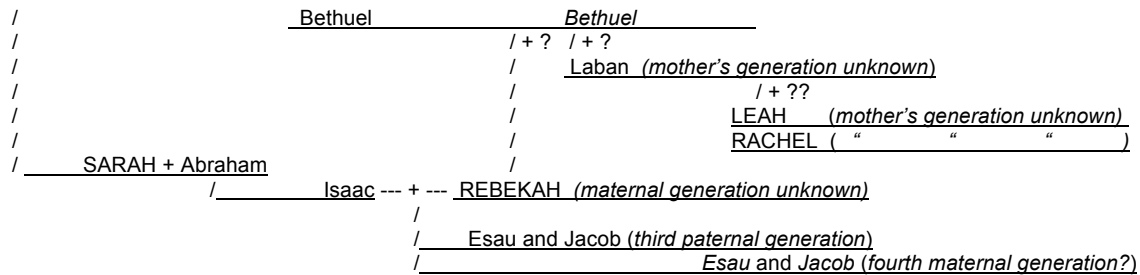 / Bethuel Bethuel
/ / + ? / + ?
/ / Laban (mother's generation unknown)
/ / / + ??
/ / LEAH (mother's generation unknown)
/ / RACHEL ( " " " )
/ SARAH + Abraham /
/ Isaac --- + --- REBEKAH (maternal generation unknown)
/
/ Esau and Jacob (third paternal generation)
/ Esau and Jacob (fourth maternal generation?)